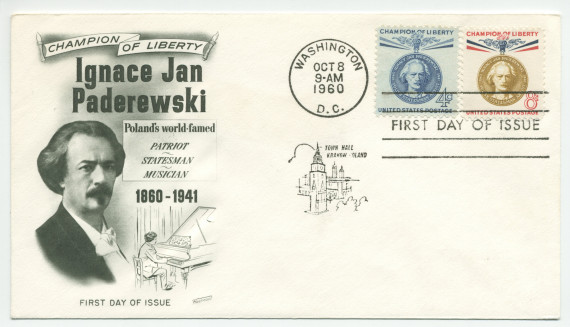 CHAMPION OF LIBERTY
Ignace Jan
Paderewski
Poland's world-famed
PATRIOT
STATESMAN
MUSICIAN
1860-1941
FIRST DAY OF ISSUE
WASHINGTON
OCT 8
9-AM
1960
D.C.
CHAMPION OF LIBERTY
4¢
UNITED STATES POSTAGE
CHAMPION OF LIBERTY
8¢
UNITED STATES POSTAGE
FIRST DAY OF ISSUE
TOWN HALL
KRAKOW